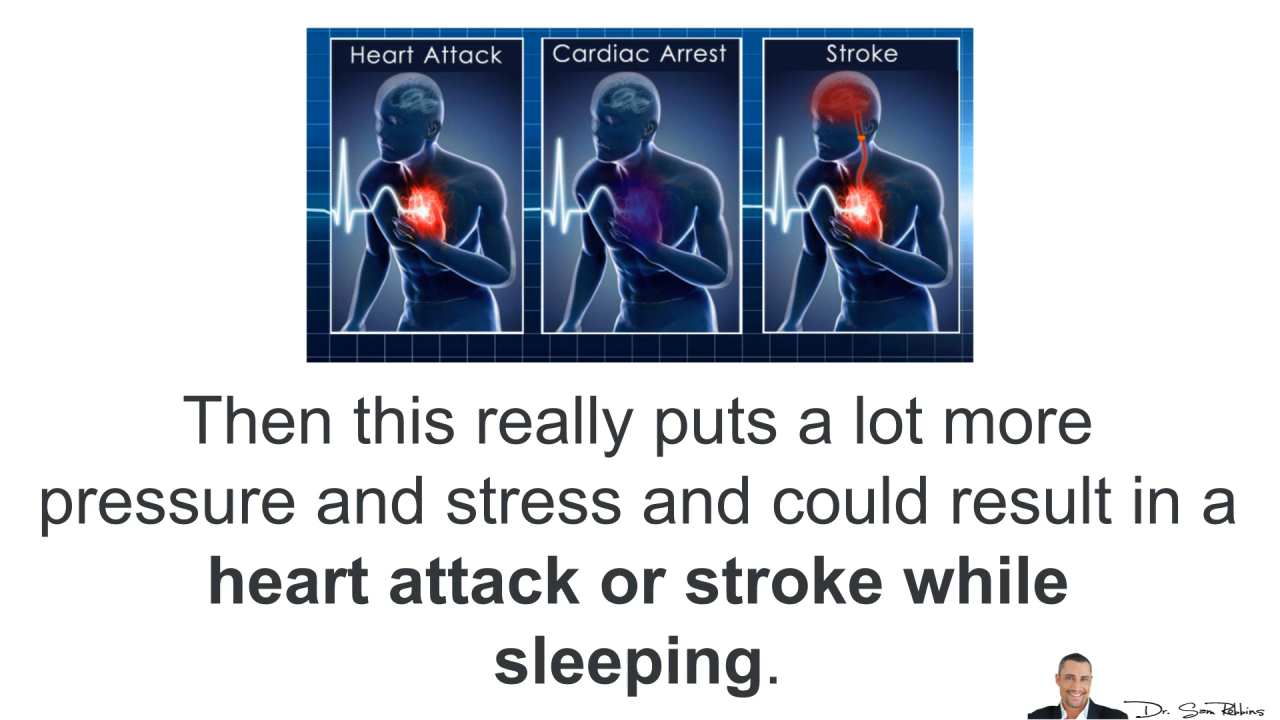 Heart Attack
Cardiac Arrest
Stroke
Then this really puts a lot more
pressure and stress and could result in a
heart attack or stroke while
sleeping.
Dr. Sam Robbins